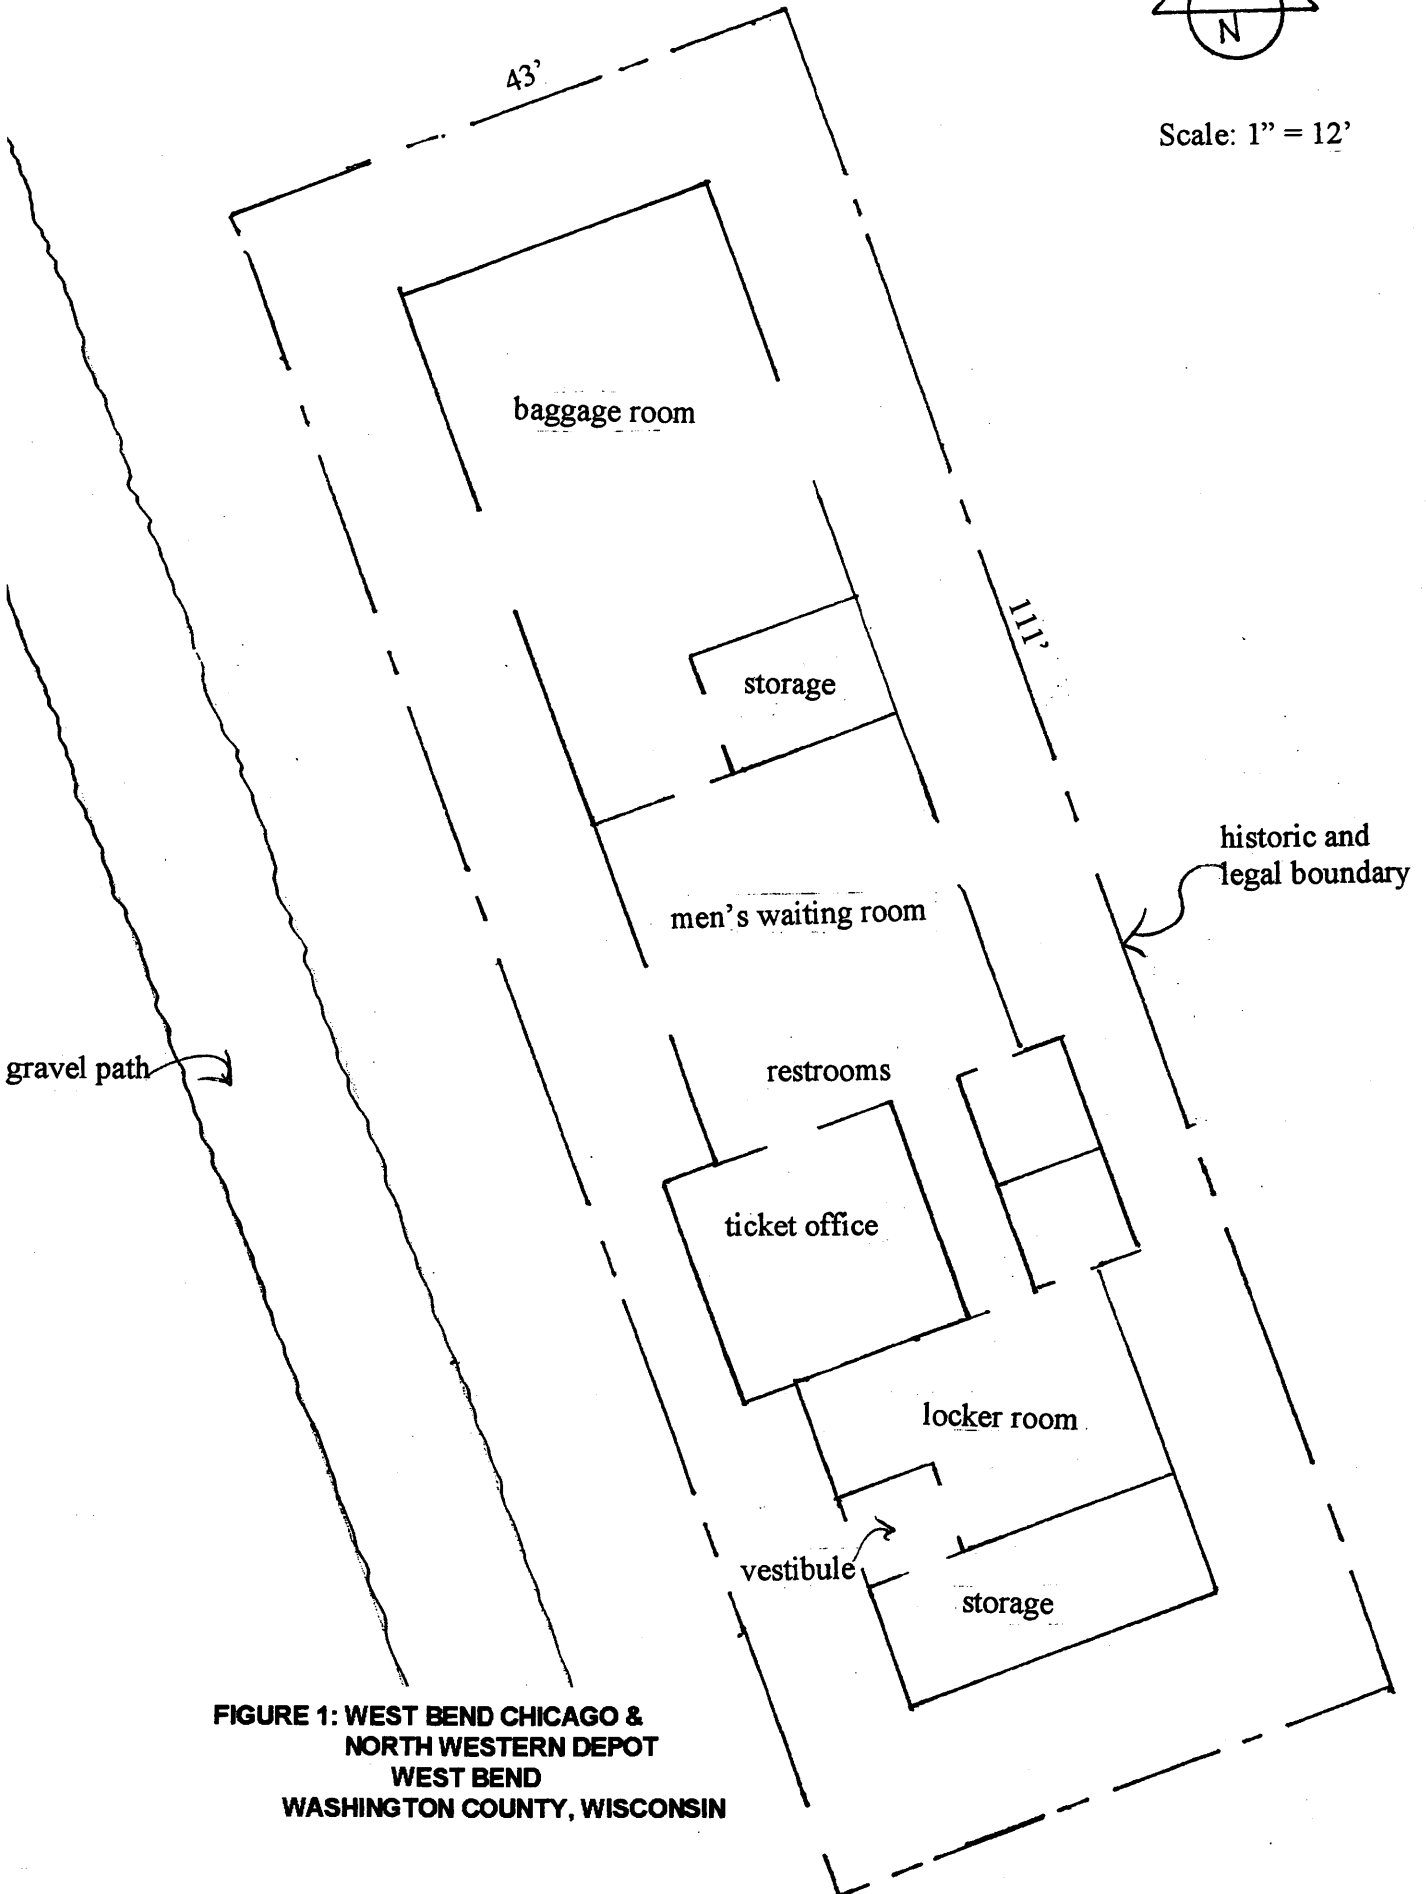 N
43’
Scale: 1” = 12’
baggage room
111’
storage
historic and
legal boundary
men’s waiting room
gravel path
restrooms
ticket office
locker room
vestibule
storage
FIGURE 1: WEST BEND CHICAGO &
NORTH WESTERN DEPOT
WEST BEND
WASHINGTON COUNTY, WISCONSIN